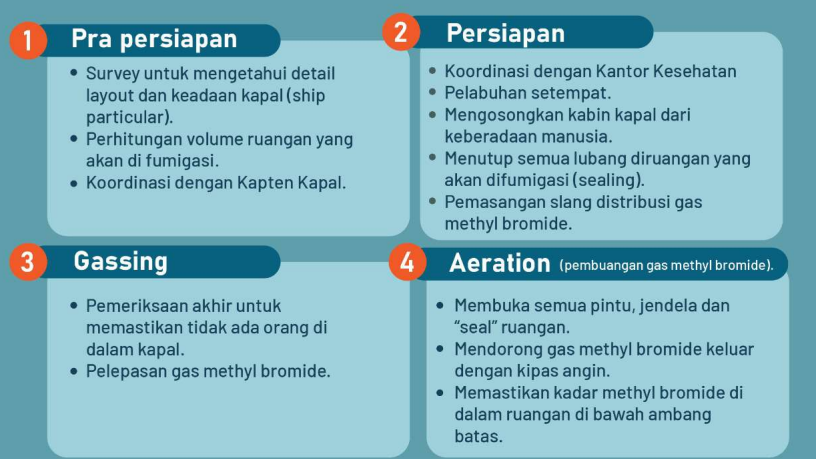 1 Pra persiapan
• Survey untuk mengetahui detail
layout dan keadaan kapal (ship
particular).
• Perhitungan volume ruangan yang
akan di fumigasi.
• Koordinasi dengan Kapten Kapal.
2 Persiapan
• Koordinasi dengan Kantor Kesehatan
• Pelabuhan setempat.
• Mengosongkan kabin kapal dari
keberadaan manusia.
• Menutup semua lubang diruangan yang
akan difumigasi (sealing).
• Pemasangan slang distribusi gas
methyl bromide.
3 Gassing
• Pemeriksaan akhir untuk
memastikan tidak ada orang di
dalam kapal.
• Pelepasan gas methyl bromide.
4 Aeration (pembuangan gas methyl bromide).
• Membuka semua pintu, jendela dan
“seal” ruangan.
• Mendorong gas methyl bromide keluar
dengan kipas angin.
• Memastikan kadar methyl bromide di
dalam ruangan di bawah ambang
batas.